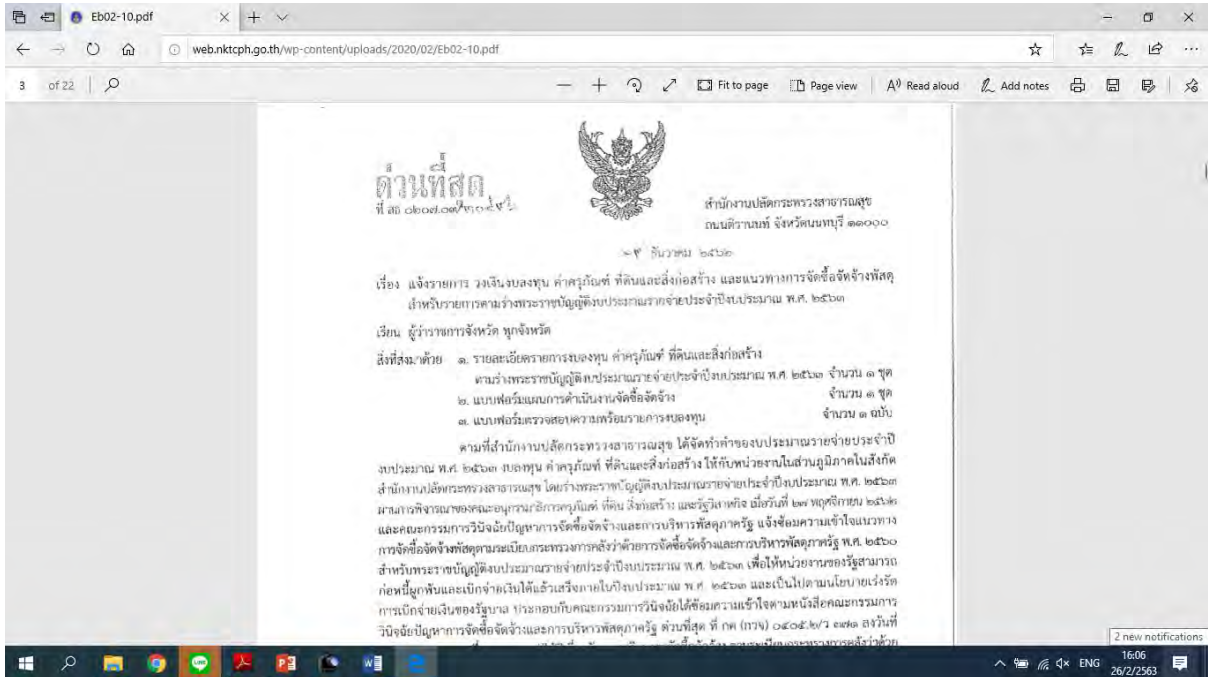 Eb02-10.pdf
web.nktcph.go.th/wp-content/uploads/2020/02/Eb02-10.pdf
3 of 22 Fit to page Page view Read aloud Add notes
ด่วนที่สุด
ที่ สธ
สำนักงานปลัดกระทรวงสาธารณสุข
ถนนติวานนท์ จังหวัดนนทบุรี ๑๑๐๐๐
ธันวาคม ๒๕๖๒
เรื่อง แจ้งรายการ วงเงินงบลงทุน ค่าครุภัณฑ์ ที่ดินและสิ่งก่อสร้าง และแนวทางการจัดซื้อจัดจ้างพัสดุ
สำหรับรายการตามร่างพระราชบัญญัติงบประมาณรายจ่ายประจำปีงบประมาณ พ.ศ. ๒๕๖๓
เรียน ผู้ว่าราชการจังหวัด ทุกจังหวัด
สิ่งที่ส่งมาด้วย ๑. รายละเอียดรายการงบลงทุน ค่าครุภัณฑ์ ที่ดินและสิ่งก่อสร้าง
ตามร่างพระราชบัญญัติงบประมาณรายจ่ายประจำปีงบประมาณ พ.ศ. ๒๕๖๓ จำนวน ๑ ชุด
๒. แบบฟอร์มแผนการดำเนินงานจัดซื้อจัดจ้าง จำนวน ๑ ชุด
๓. แบบฟอร์มตรวจสอบความพร้อมรายการงบลงทุน จำนวน ๑ ฉบับ
ตามที่สำนักงานปลัดกระทรวงสาธารณสุข ได้จัดทำคำของบประมาณรายจ่ายประจำปี
งบประมาณ พ.ศ. ๒๕๖๓ งบลงทุน ค่าครุภัณฑ์ ที่ดินและสิ่งก่อสร้าง ให้กับหน่วยงานในส่วนภูมิภาคในสังกัด
สำนักงานปลัดกระทรวงสาธารณสุข โดยร่างพระราชบัญญัติงบประมาณรายจ่ายประจำปีงบประมาณ พ.ศ. ๒๕๖๓
ผ่านการพิจารณาของคณะอนุกรรมาธิการครุภัณฑ์ ที่ดิน สิ่งก่อสร้าง และรัฐวิสาหกิจ เมื่อวันที่ ๒๗ พฤศจิกายน ๒๕๖๒
และคณะกรรมการวินิจฉัยปัญหาการจัดซื้อจัดจ้างและการบริหารพัสดุภาครัฐ แจ้งซ้อมความเข้าใจแนวทาง
การจัดซื้อจัดจ้างพัสดุตามระเบียบกระทรวงการคลังว่าด้วยการจัดซื้อจัดจ้างและการบริหารพัสดุภาครัฐ พ.ศ. ๒๕๖๐
สำหรับพระราชบัญญัติงบประมาณรายจ่ายประจำปีงบประมาณ พ.ศ. ๒๕๖๓ เพื่อให้หน่วยงานของรัฐสามารถ
ก่อหนี้ผูกพันและเบิกจ่ายเงินได้แล้วเสร็จภายในปีงบประมาณ พ.ศ. ๒๕๖๓ และเป็นไปตามนโยบายเร่งรัด
การเบิกจ่ายเงินของรัฐบาล ประกอบกับคณะกรรมการวินิจฉัยได้ซ้อมความเข้าใจตามหนังสือคณะกรรมการ
วินิจฉัยปัญหาการจัดซื้อจัดจ้างและการบริหารพัสดุภาครัฐ ด่วนที่สุด ที่ กค (กวจ) ๐๔๐๕.๒/ว ลงวันที่
2 new notifications
ENG 16:06
26/2/2563